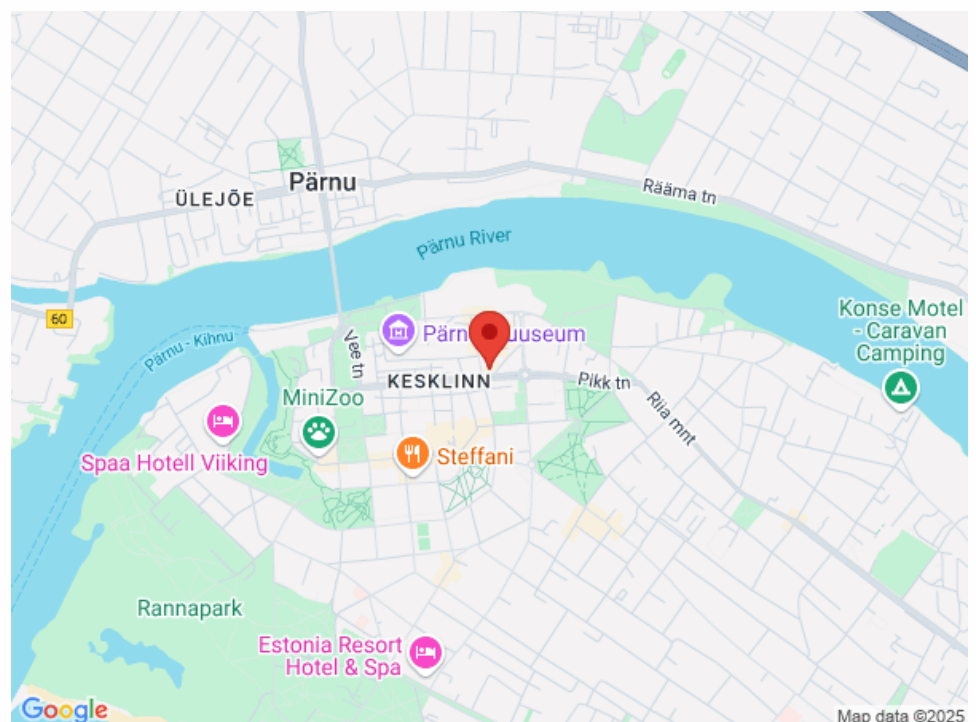 Pärnu
ÜLEJÕE
Rääma tn
Pärnu River
60
Pärnu - Kihnu
Vee tn
Konse Motel
- Caravan
Camping
KESKLINN
Pikk tn
Riia mnt
MiniZoo
Spaa Hotell Viiking
Steffani
Rannapark
Estonia Resort
Hotel & Spa
Google
Map data ©2025